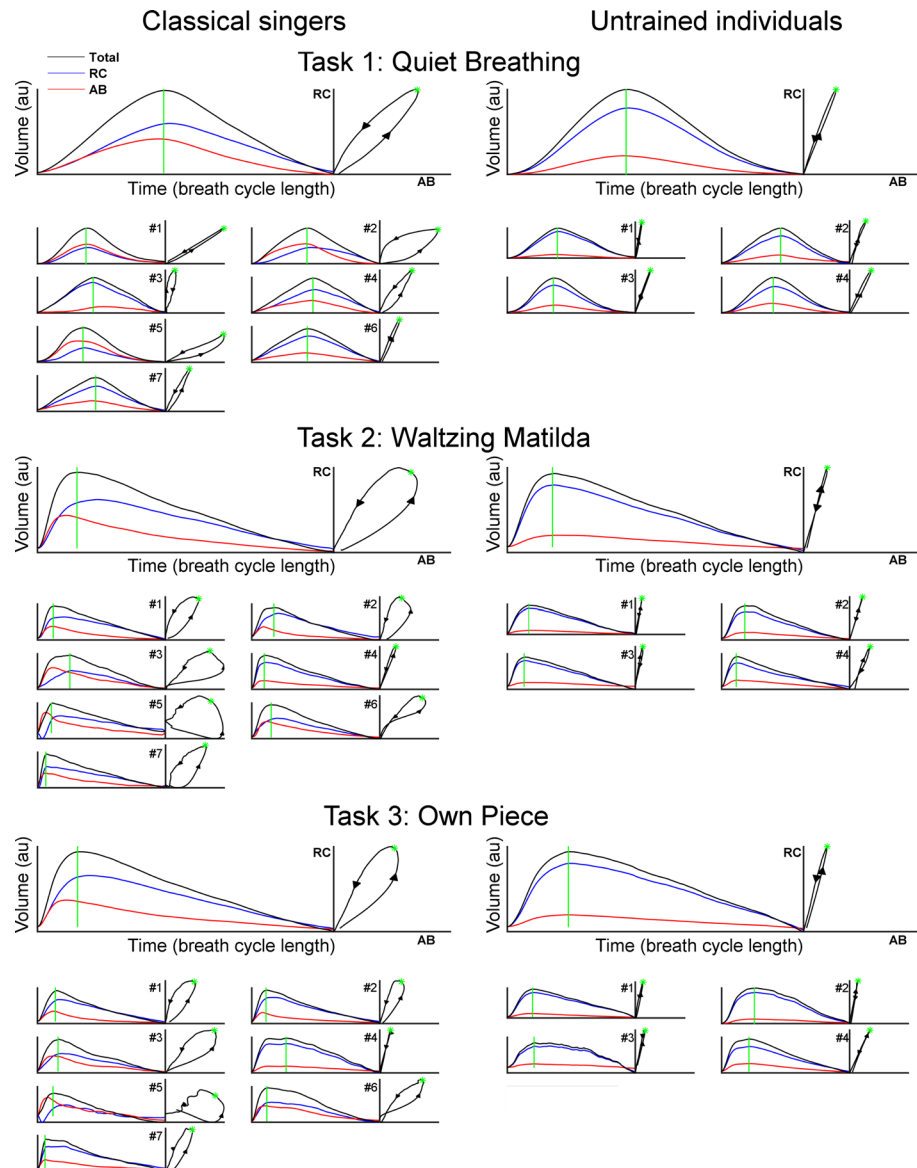 Classical singers Untrained individuals
Task 1: Quiet Breathing
Total
RC
AB
Volume (au)
RC
Time (breath cycle length)
AB
Volume (au)
RC
Time (breath cycle length)
AB
#1 #2 #1 #2
#3 #4 #3 #4
#5 #6
#7
Task 2: Waltzing Matilda
Volume (au)
RC
Time (breath cycle length)
AB
Volume (au)
RC
Time (breath cycle length)
AB
#1 #2 #1 #2
#3 #4 #3 #4
#5 #6
#7
Task 3: Own Piece
Volume (au)
RC
Time (breath cycle length)
AB
Volume (au)
RC
Time (breath cycle length)
AB
#1 #2 #1 #2
#3 #4 #3 #4
#5 #6
#7